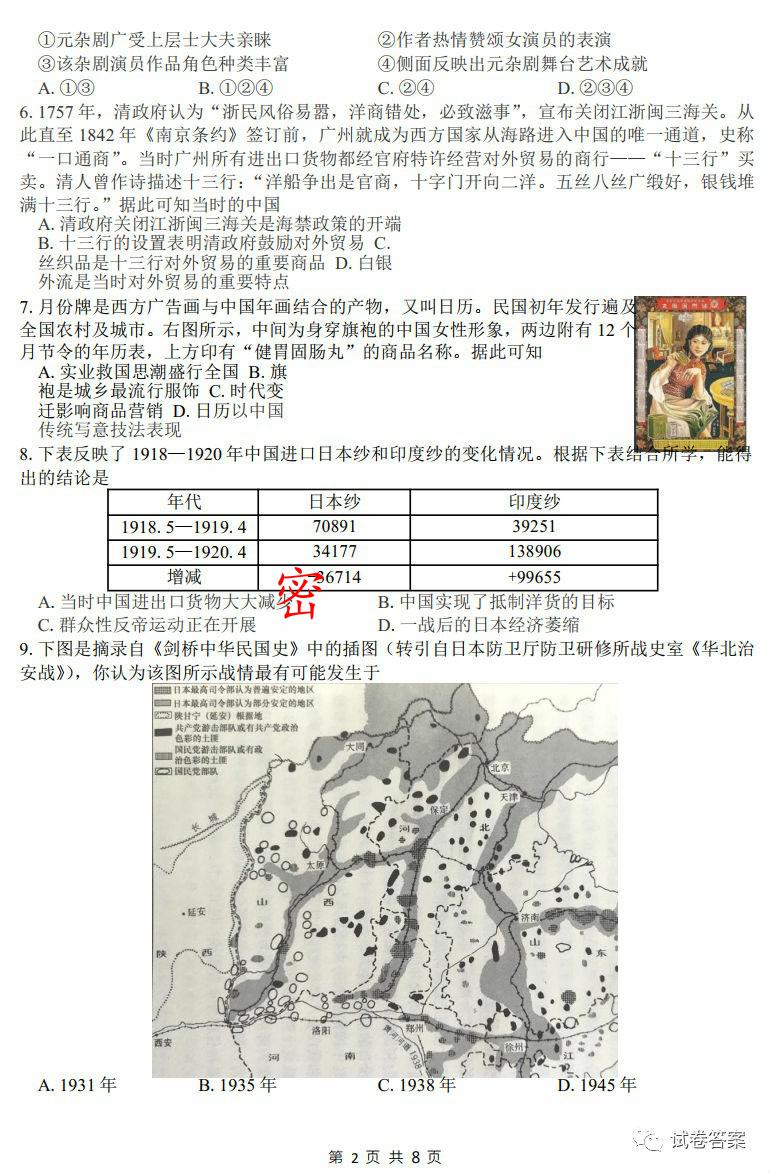 ①元杂剧广受上层士大夫亲睐 ②作者热情赞颂女演员的表演
③该杂剧演员作品角色种类丰富 ④侧面反映出元杂剧舞台艺术成就
A. ①③ B. ①②④ C. ②④ D. ②③④
6. 1757 年，清政府认为“浙民风俗易嚣，洋商错处，必致滋事”，宣布关闭江浙闽三海关。从
此直至 1842 年《南京条约》签订前，广州就成为西方国家从海路进入中国的唯一通道，史称
“一口通商”。当时广州所有进出口货物都经官府特许经营对外贸易的商行——“十三行”买
卖。清人曾作诗描述十三行：“洋船争出是官商，十字门开向二洋。五丝八丝广缎好，银钱堆
满十三行。”据此可知当时的中国
A. 清政府关闭江浙闽三海关是海禁政策的开端
B. 十三行的设置表明清政府鼓励对外贸易 C.
丝织品是十三行对外贸易的重要商品 D. 白银
外流是当时对外贸易的重要特点
7. 月份牌是西方广告画与中国年画结合的产物，又叫日历。民国初年发行遍及
全国农村及城市。右图所示，中间为身穿旗袍的中国女性形象，两边附有 12 个
月节令的年历表，上方印有“健胃固肠丸”的商品名称。据此可知
A. 实业救国思潮盛行全国 B. 旗
袍是城乡最流行服饰 C. 时代变
迁影响商品营销 D. 日历以中国
传统写意技法表现
8. 下表反映了 1918—1920 年中国进口日本纱和印度纱的变化情况。根据下表结合所学，能得
出的结论是
年代 日本纱 印度纱
1918. 5—1919. 4 70891 39251
1919. 5—1920. 4 34177 138906
增减 -36714 +99655
密
A. 当时中国进出口货物大大减少 B. 中国实现了抵制洋货的目标
C. 群众性反帝运动正在开展 D. 一战后的日本经济萎缩
9. 下图是摘录自《剑桥中华民国史》中的插图（转引自日本防卫厅防卫研修所战史室《华北治
安战》），你认为该图所示战情最有可能发生于
日本最高司令部认为普遍安定的地区
日本最高司令部认为部分安定的地区
陕甘宁（延安）根据地
共产党游击部队或有共产党政治
色彩的土匪
国民党游击部队或有政
治色彩的土匪
国民党部队
大同
北京
天津
长城
保定
河
北
太原
山
西
延安
济南
陕
西
山
东
西安
洛阳
郑州
黄河河道1938—
徐州
河
南
江
A. 1931 年 B. 1935 年 C. 1938 年 D. 1945 年
试卷答案
第 2 页 共 8 页